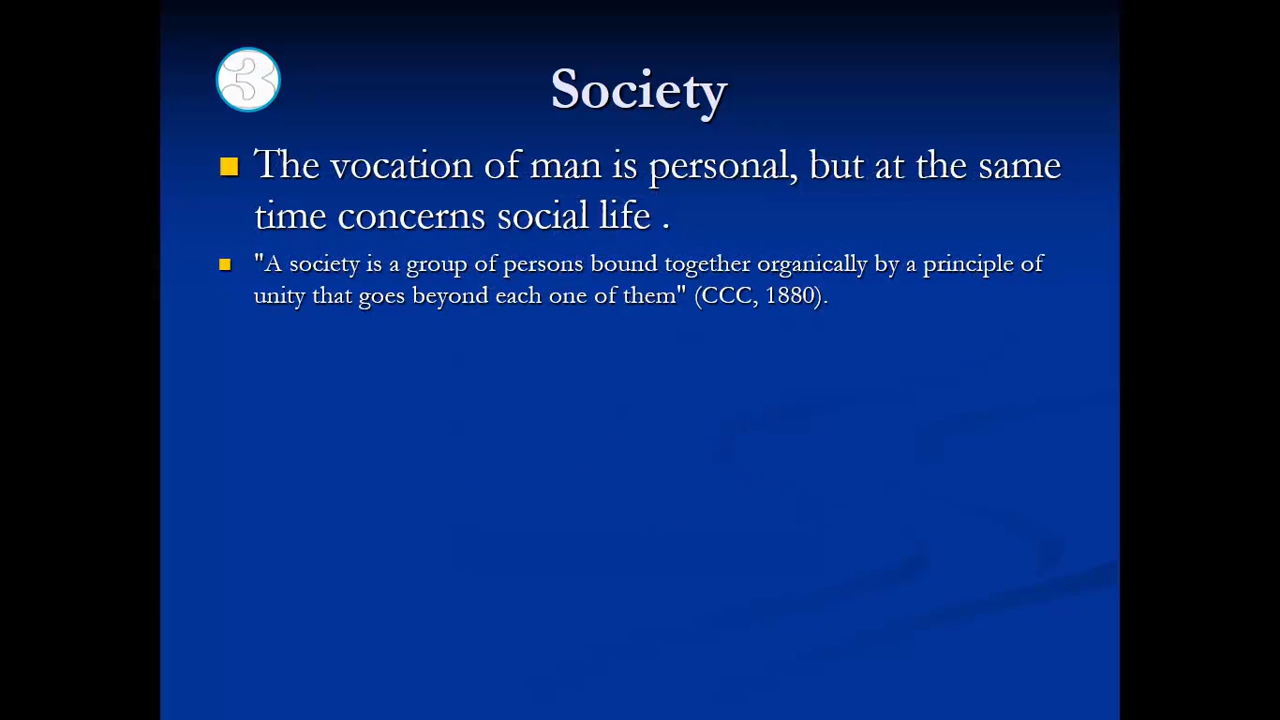 3
Society
The vocation of man is personal, but at the same
time concerns social life .
"A society is a group of persons bound together organically by a principle of
unity that goes beyond each one of them" (CCC, 1880).